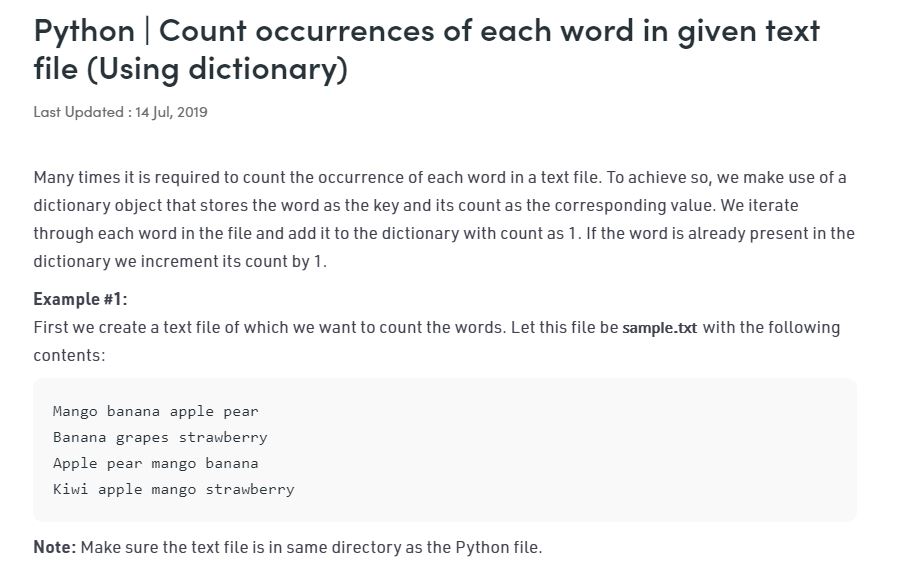 Python | Count occurrences of each word in given text
file (Using dictionary)
Last Updated : 14 Jul, 2019
Many times it is required to count the occurrence of each word in a text file. To achieve so, we make use of a
dictionary object that stores the word as the key and its count as the corresponding value. We iterate
through each word in the file and add it to the dictionary with count as 1. If the word is already present in the
dictionary we increment its count by 1.
Example #1:
First we create a text file of which we want to count the words. Let this file be sample.txt with the following
contents:
Mango banana apple pear
Banana grapes strawberry
Apple pear mango banana
Kiwi apple mango strawberry
Note: Make sure the text file is in same directory as the Python file.